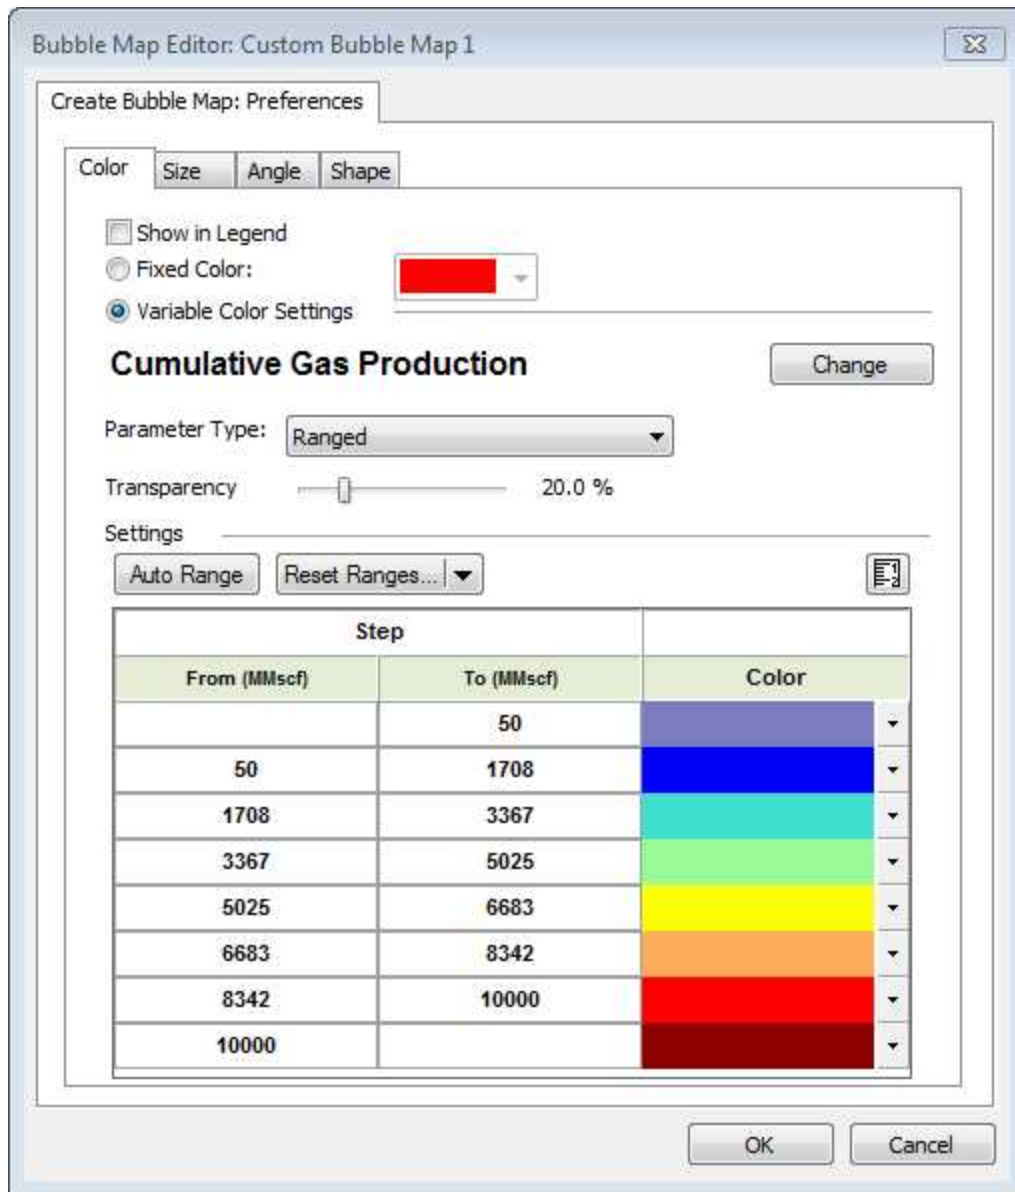 Bubble Map Editor: Custom Bubble Map 1
Create Bubble Map: Preferences
Color Size Angle Shape
Show in Legend
Fixed Color:
Variable Color Settings
Cumulative Gas Production Change
Parameter Type: Ranged
Transparency 20.0 %
Settings
Auto Range Reset Ranges...
Step
From (MMscf) To (MMscf) Color
50
50 1708
1708 3367
3367 5025
5025 6683
6683 8342
8342 10000
10000
OK Cancel